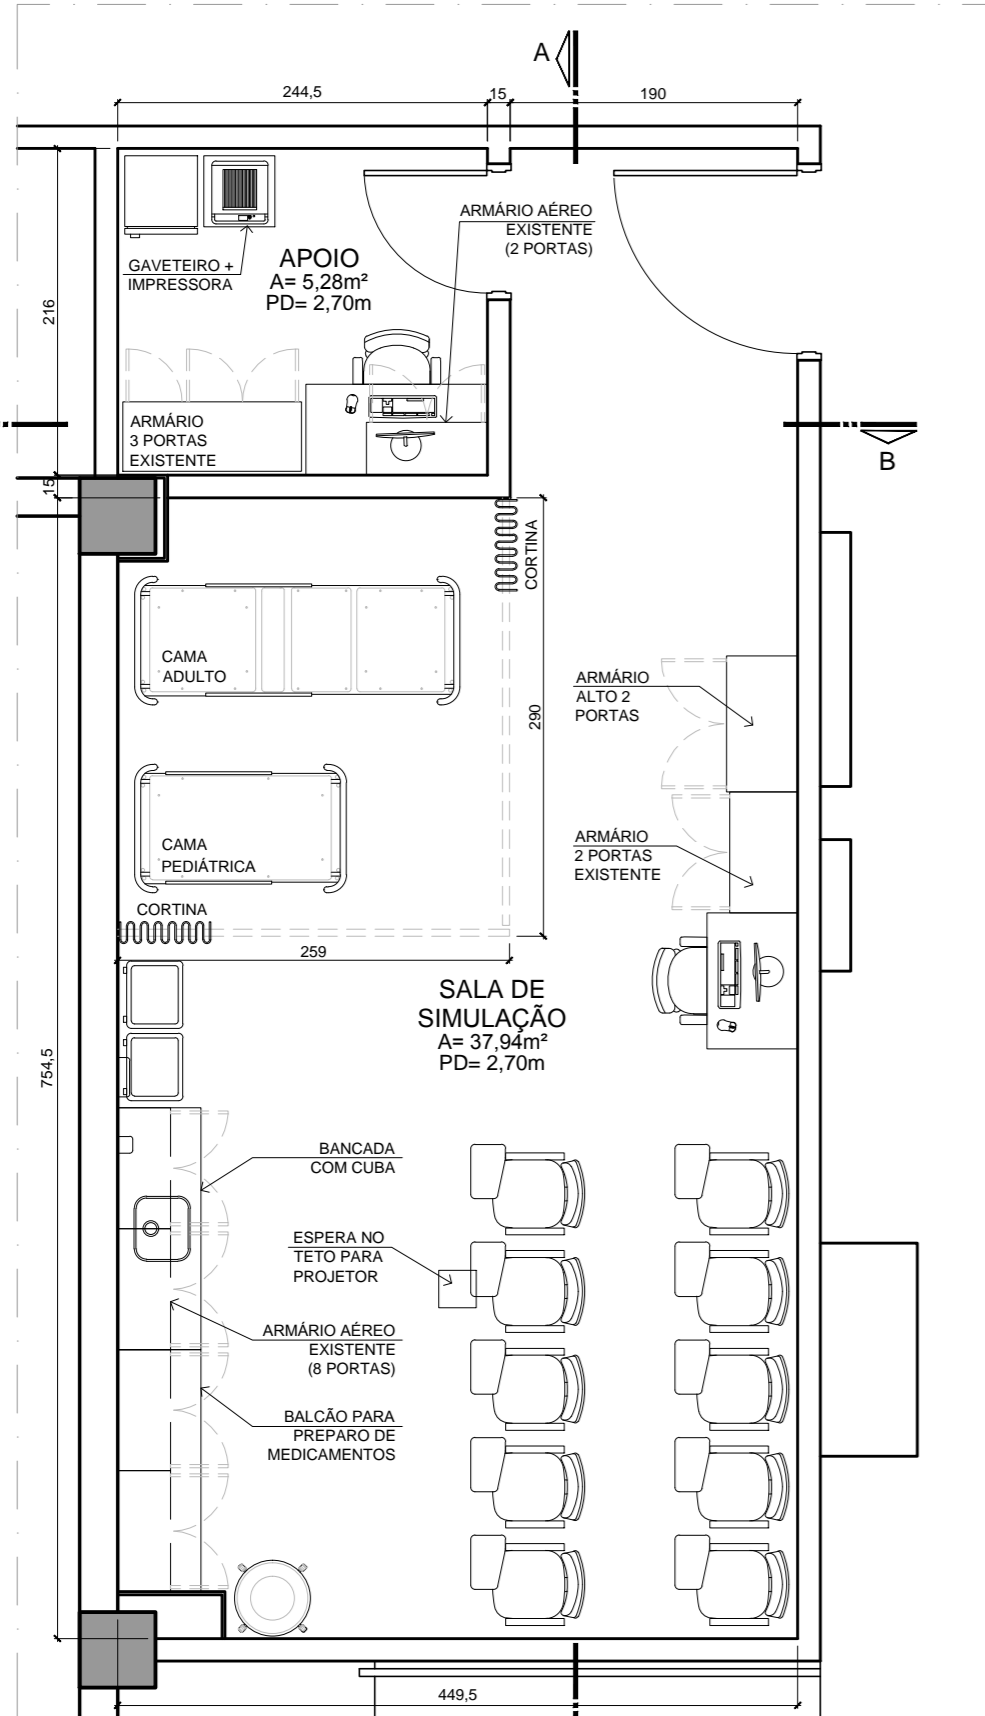 A
244,5
15
190
ARMÁRIO AÉREO
EXISTENTE
(2 PORTAS)
GAVETEIRO +
IMPRESSORA
APOIO
A= 5,28m²
PD= 2,70m
216
ARMÁRIO
3 PORTAS
EXISTENTE
B
15
CORTINA
CAMA
ADULTO
ARMÁRIO
ALTO 2
PORTAS
290
CAMA
PEDIÁTRICA
ARMÁRIO
2 PORTAS
EXISTENTE
CORTINA
259
SALA DE
SIMULAÇÃO
A= 37,94m²
PD= 2,70m
754,5
BANCADA
COM CUBA
ESPERA NO
TETO PARA
PROJETOR
ARMÁRIO AÉREO
EXISTENTE
(8 PORTAS)
BALCÃO PARA
PREPARO DE
MEDICAMENTOS
449,5